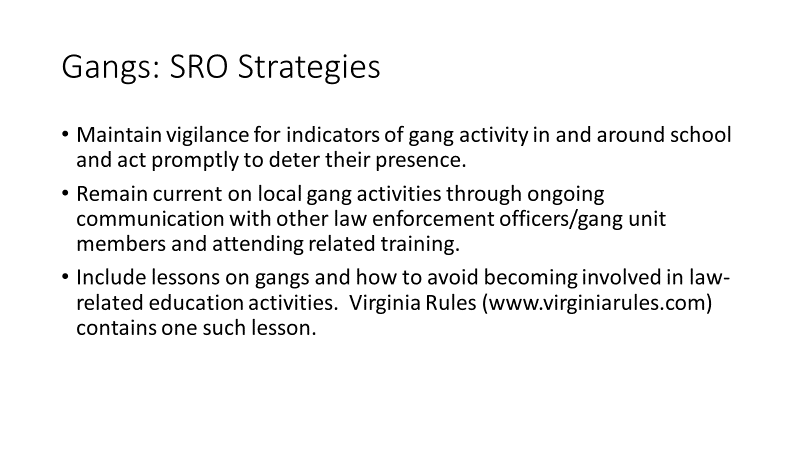 Gangs: SRO Strategies
• Maintain vigilance for indicators of gang activity in and around school
and act promptly to deter their presence.
• Remain current on local gang activities through ongoing
communication with other law enforcement officers/gang unit
members and attending related training.
• Include lessons on gangs and how to avoid becoming involved in law-
related education activities.  Virginia Rules (www.virginiarules.com)
contains one such lesson.